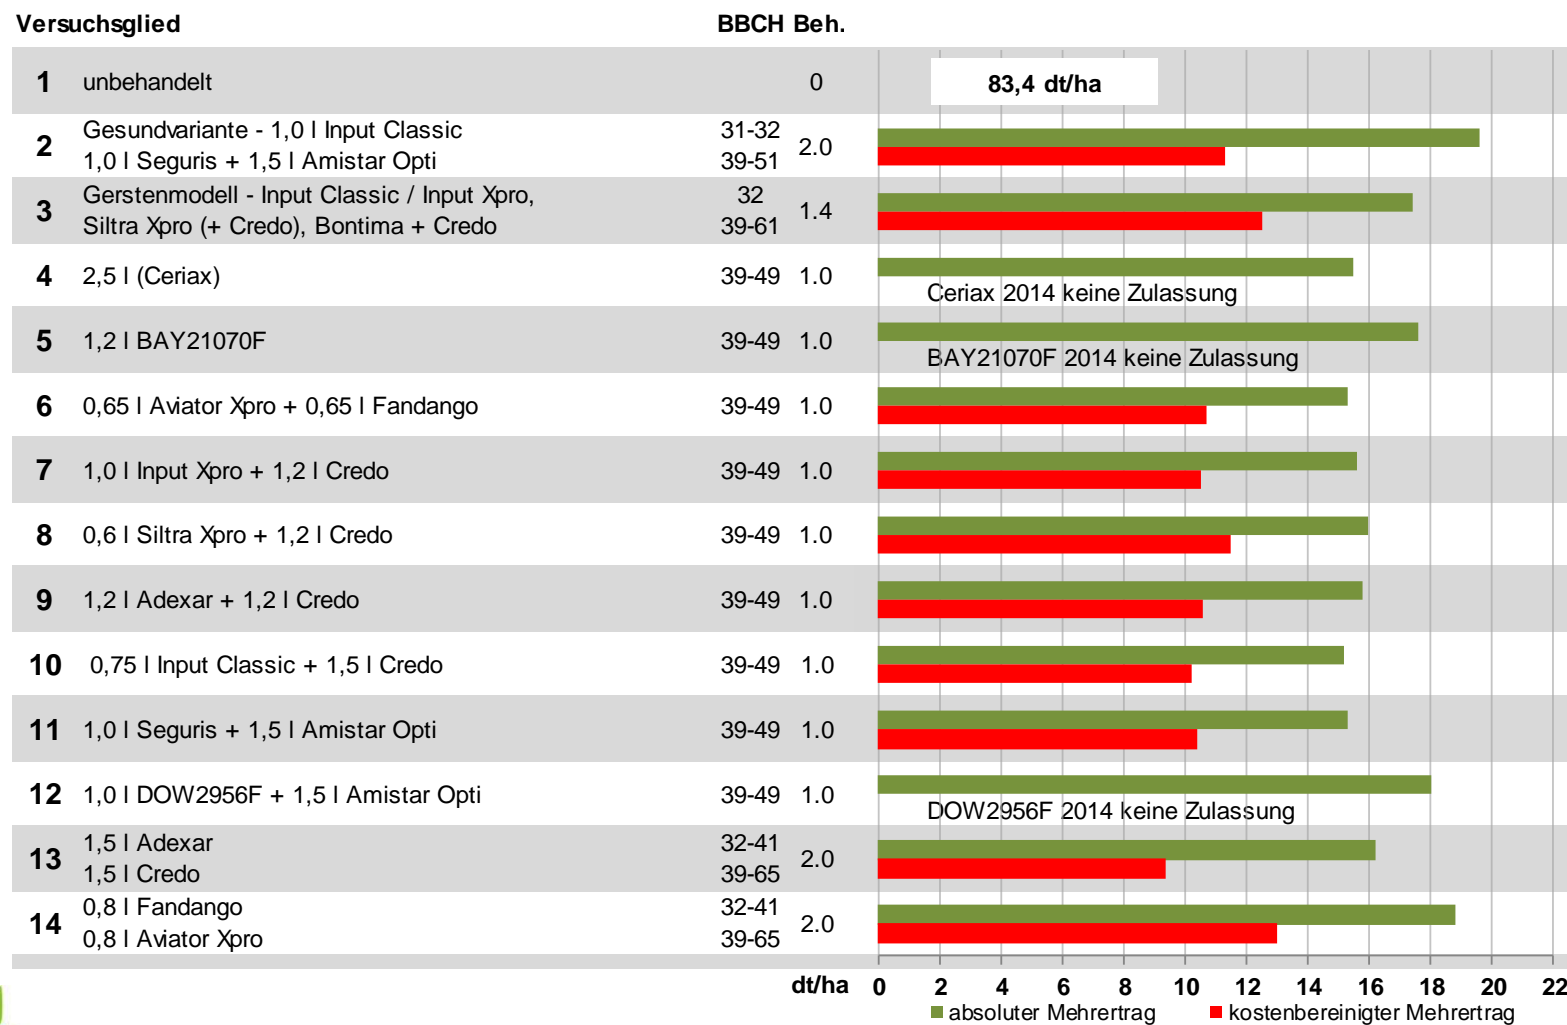 Versuchsglied BBCH Beh.
1 unbehandelt 0 83,4 dt/ha
2 Gesundvariante - 1,0 l Input Classic 31-32 2.0
1,0 l Seguris + 1,5 l Amistar Opti 39-51
3 Gerstenmodell - Input Classic / Input Xpro, 32 1.4
Siltra Xpro (+ Credo), Bontima + Credo 39-61
4 2,5 l (Ceriax) 39-49 1.0
Ceriax 2014 keine Zulassung
5 1,2 l BAY21070F 39-49 1.0
BAY21070F 2014 keine Zulassung
6 0,65 l Aviator Xpro + 0,65 l Fandango 39-49 1.0
7 1,0 l Input Xpro + 1,2 l Credo 39-49 1.0
8 0,6 l Siltra Xpro + 1,2 l Credo 39-49 1.0
9 1,2 l Adexar + 1,2 l Credo 39-49 1.0
10 0,75 l Input Classic + 1,5 l Credo 39-49 1.0
11 1,0 l Seguris + 1,5 l Amistar Opti 39-49 1.0
12 1,0 l DOW2956F + 1,5 l Amistar Opti 39-49 1.0
DOW2956F 2014 keine Zulassung
13 1,5 l Adexar 32-41 2.0
1,5 l Credo 39-65
14 0,8 l Fandango 32-41 2.0
0,8 l Aviator Xpro 39-65
dt/ha 0 2 4 6 8 10 12 14 16 18 20 22
absoluter Mehrertrag kostenbereinigter Mehrertrag